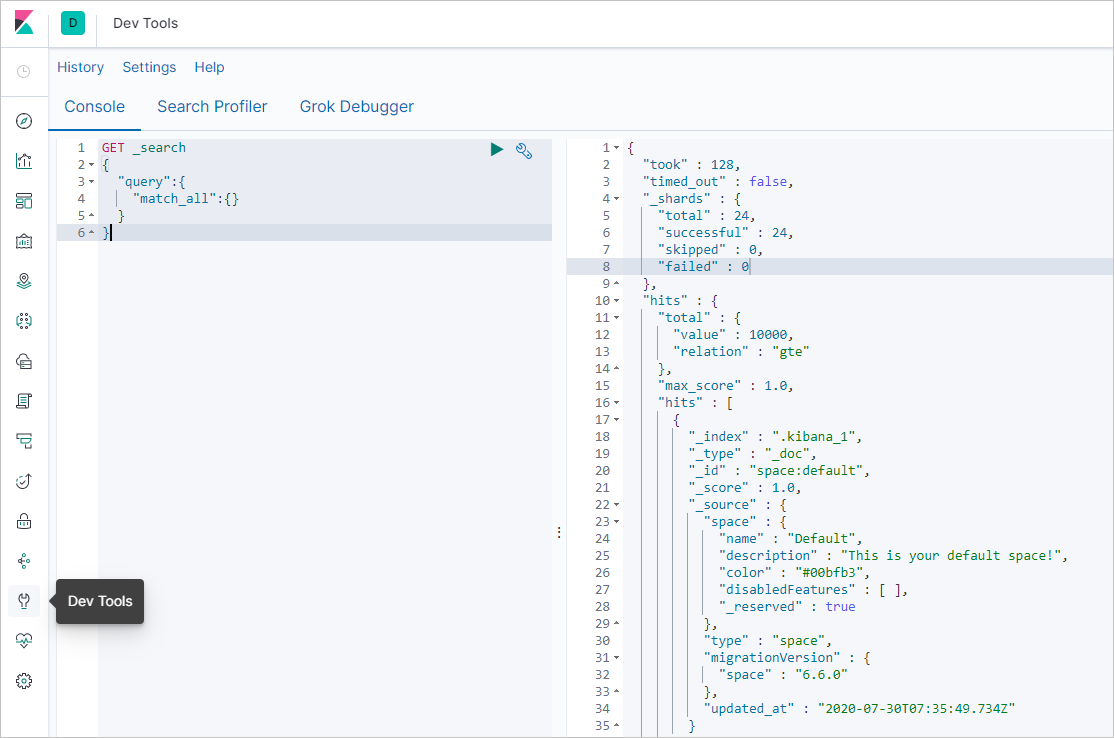 D Dev Tools
History Settings Help
Console Search Profiler Grok Debugger
1 GET _search
2 {
3 "query":{
4 "match_all":{}
5 }
6 }
1 {
2 "took" : 128,
3 "timed_out" : false,
4 "_shards" : {
5 "total" : 24,
6 "successful" : 24,
7 "skipped" : 0,
8 "failed" : 0
9 },
10 "hits" : {
11 "total" : {
12 "value" : 10000,
13 "relation" : "gte"
14 },
15 "max_score" : 1.0,
16 "hits" : [
17 {
18 "_index" : ".kibana_1",
19 "_type" : "_doc",
20 "_id" : "space:default",
21 "_score" : 1.0,
22 "_source" : {
23 "space" : {
24 "name" : "Default",
25 "description" : "This is your default space!",
26 "color" : "#00bfb3",
27 "disabledFeatures" : [ ],
28 "_reserved" : true
29 },
30 "type" : "space",
31 "migrationVersion" : {
32 "space" : "6.6.0"
33 },
34 "updated_at" : "2020-07-30T07:35:49.734Z"
35 }
Dev Tools